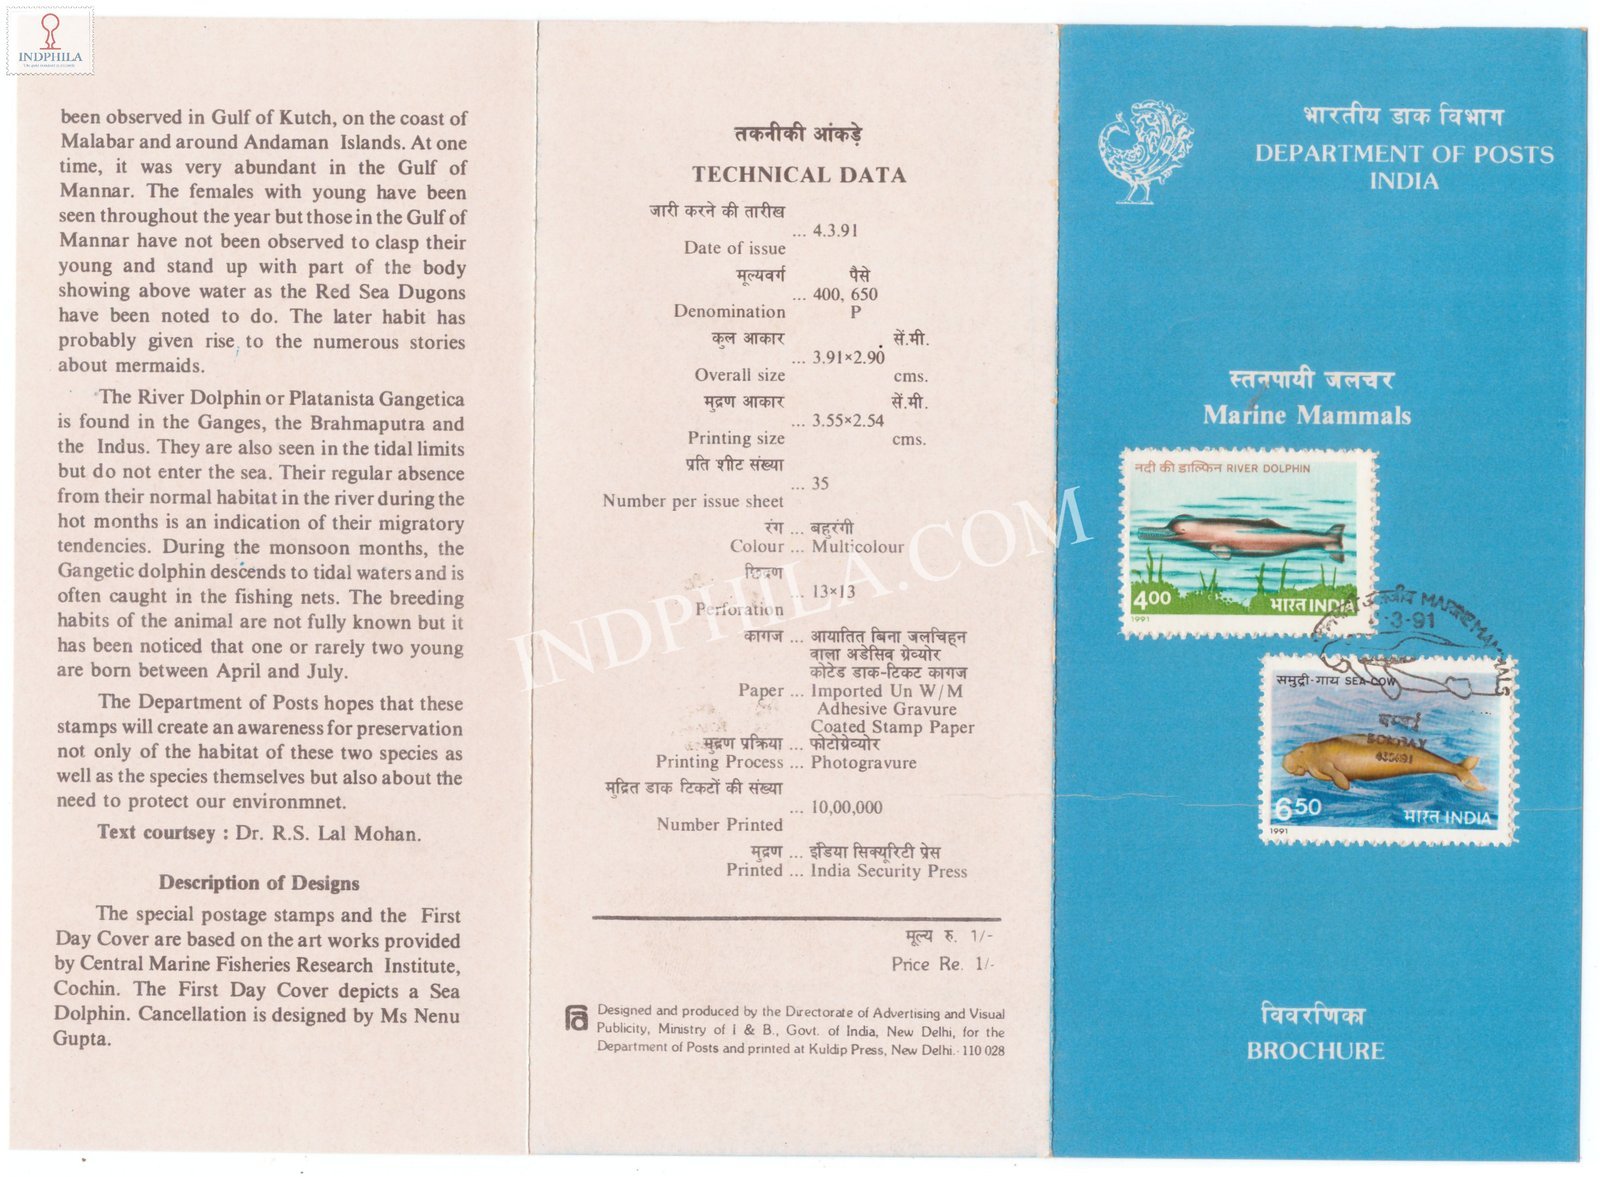 INDPHILA
been observed in Gulf of Kutch, on the coast of
Malabar and around Andaman Islands. At one
time, it was very abundant in the Gulf of
Mannar. The females with young have been
seen throughout the year but those in the Gulf of
Mannar have not been observed to clasp their
young and stand up with part of the body
showing above water as the Red Sea Dugons
have been noted to do. The later habit has
probably given rise to the numerous stories
about mermaids.
The River Dolphin or Platanista Gangetica
is found in the Ganges, the Brahmaputra and
the Indus. They are also seen in the tidal limits
but do not enter the sea. Their regular absence
from their normal habitat in the river during the
hot months is an indication of their migratory
tendencies. During the monsoon months, the
Gangetic dolphin descends to tidal waters and is
often caught in the fishing nets. The breeding
habits of the animal are not fully known but it
has been noticed that one or rarely two young
are born between April and July.
The Department of Posts hopes that these
stamps will create an awareness for preservation
not only of the habitat of these two species as
well as the species themselves but also about the
need to protect our environmnet.
Text courtsey : Dr. R.S. Lal Mohan.
Description of Designs
The special postage stamps and the First
Day Cover are based on the art works provided
by Central Marine Fisheries Research Institute,
Cochin. The First Day Cover depicts a Sea
Dolphin. Cancellation is designed by Ms Nenu
Gupta.
तकनीकी आंकड़े
TECHNICAL DATA
जारी करने की तारीख
... 4.3.91
Date of issue
मूल्यवर्ग पैसे
... 400, 650
Denomination P
कुल आकार सें.मी.
... 3.91×2.90
Overall size cms.
मुद्रण आकार सें.मी.
... 3.55×2.54
Printing size cms.
प्रति शीट संख्या
... 35
Number per issue sheet
रंग ... बहुरंगी
Colour ... Multicolour
छिद्रण
... 13×13
Perforation
कागज ... आयातित बिना जलचिह्न
वाला अडेसिव ग्रेव्योर
कोटेड डाक-टिकट कागज
Paper ... Imported Un W/M
Adhesive Gravure
Coated Stamp Paper
मुद्रण प्रक्रिया ... फोटोग्रेव्योर
Printing Process ... Photogravure
मुद्रित डाक टिकटों की संख्या
... 10,00,000
Number Printed
मुद्रण ... इंडिया सिक्यूरिटी प्रेस
Printed ... India Security Press
मूल्य रु. 1/-
Price Re. 1/-
Designed and produced by the Directorate of Advertising and Visual
Publicity, Ministry of I & B., Govt. of India, New Delhi, for the
Department of Posts and printed at Kuldip Press, New Delhi.-110 028
भारतीय डाक विभाग
DEPARTMENT OF POSTS
INDIA
स्तनपायी जलचर
Marine Mammals
नदी की डाल्फिन RIVER DOLPHIN
400 भारत INDIA
1991
MARINE MAMMALS
-3-91
समुद्री-गाय SEA-COW
बम्बई
BOMBAY
650 भारत INDIA
1991
विवरणिका
BROCHURE
INDPHILA.COM